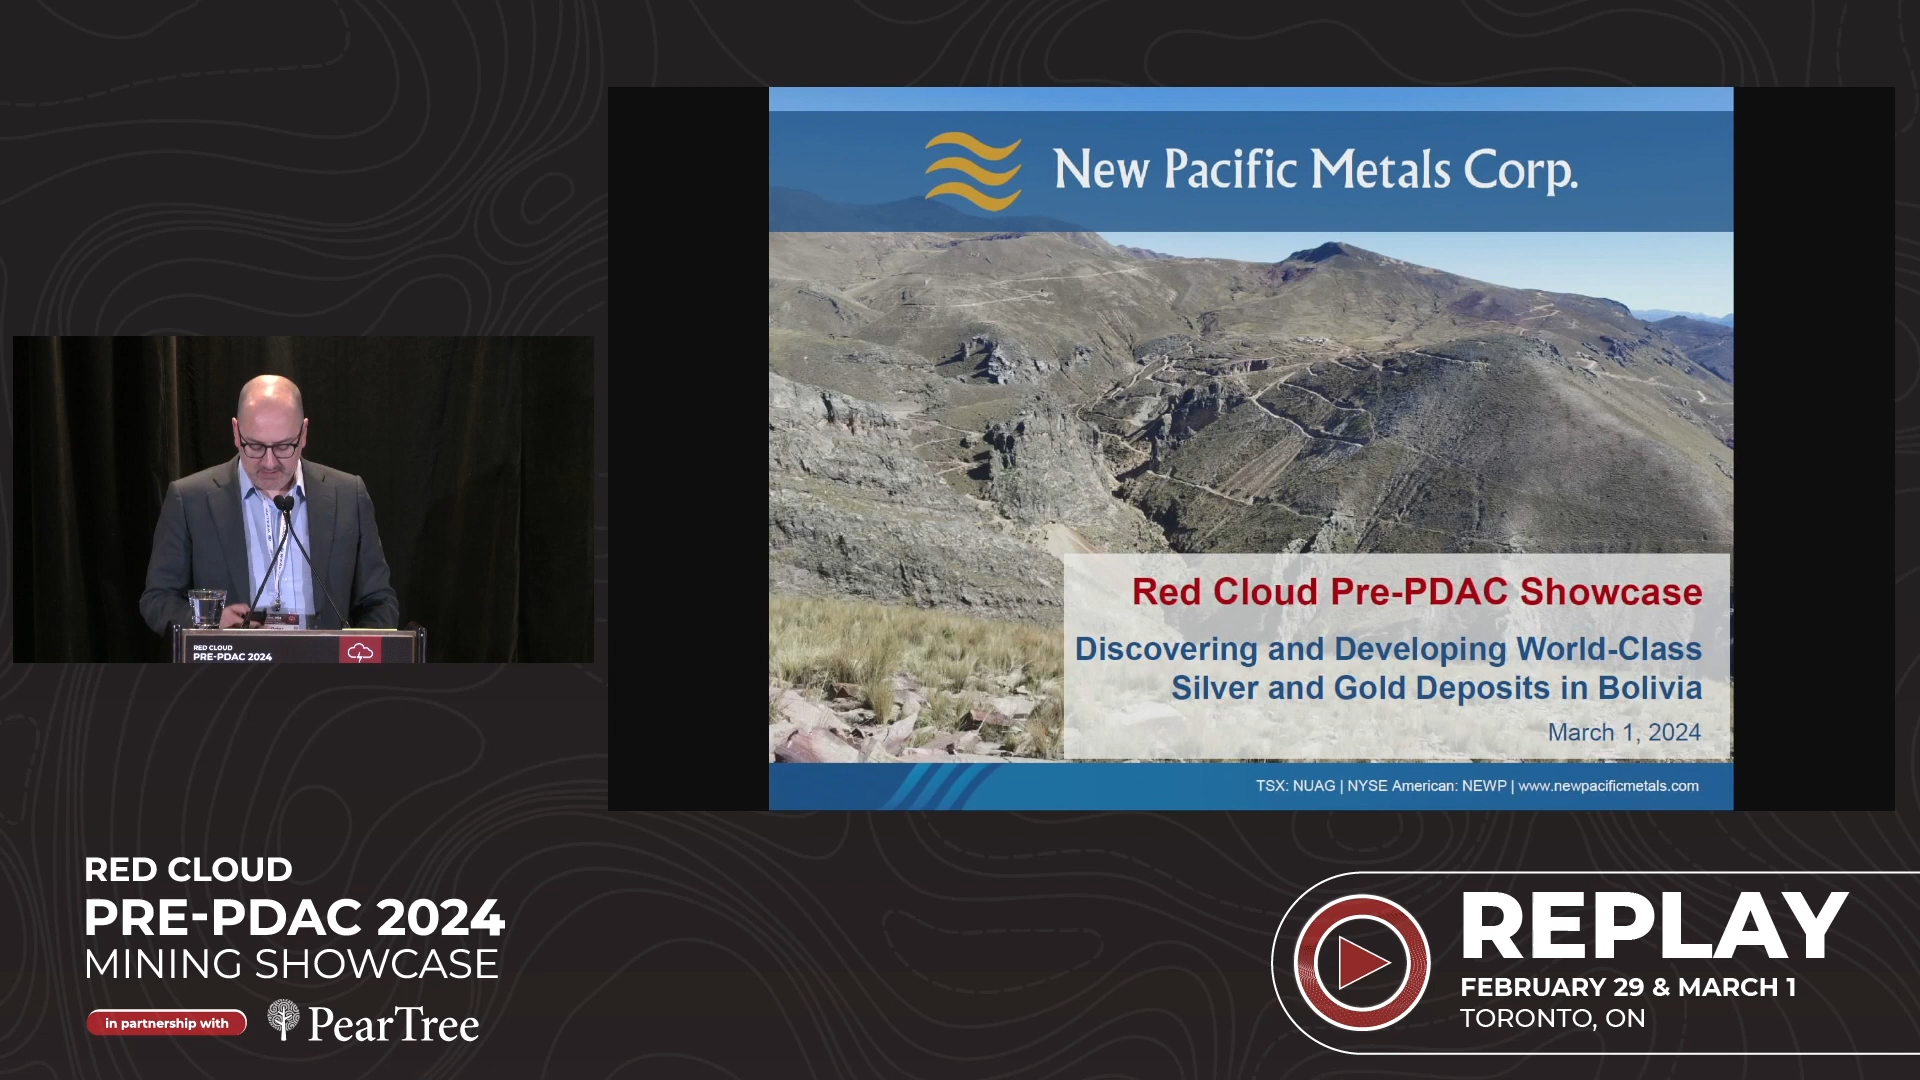 New Pacific Metals Corp.
Red Cloud Pre-PDAC Showcase
Discovering and Developing World-Class
Silver and Gold Deposits in Bolivia
March 1, 2024
TSX: NUAG | NYSE American: NEWP | www.newpacificmetals.com
RED CLOUD
PRE-PDAC 2024
RED CLOUD
PRE-PDAC 2024
MINING SHOWCASE
in partnership with
PearTree
REPLAY
FEBRUARY 29 & MARCH 1
TORONTO, ON